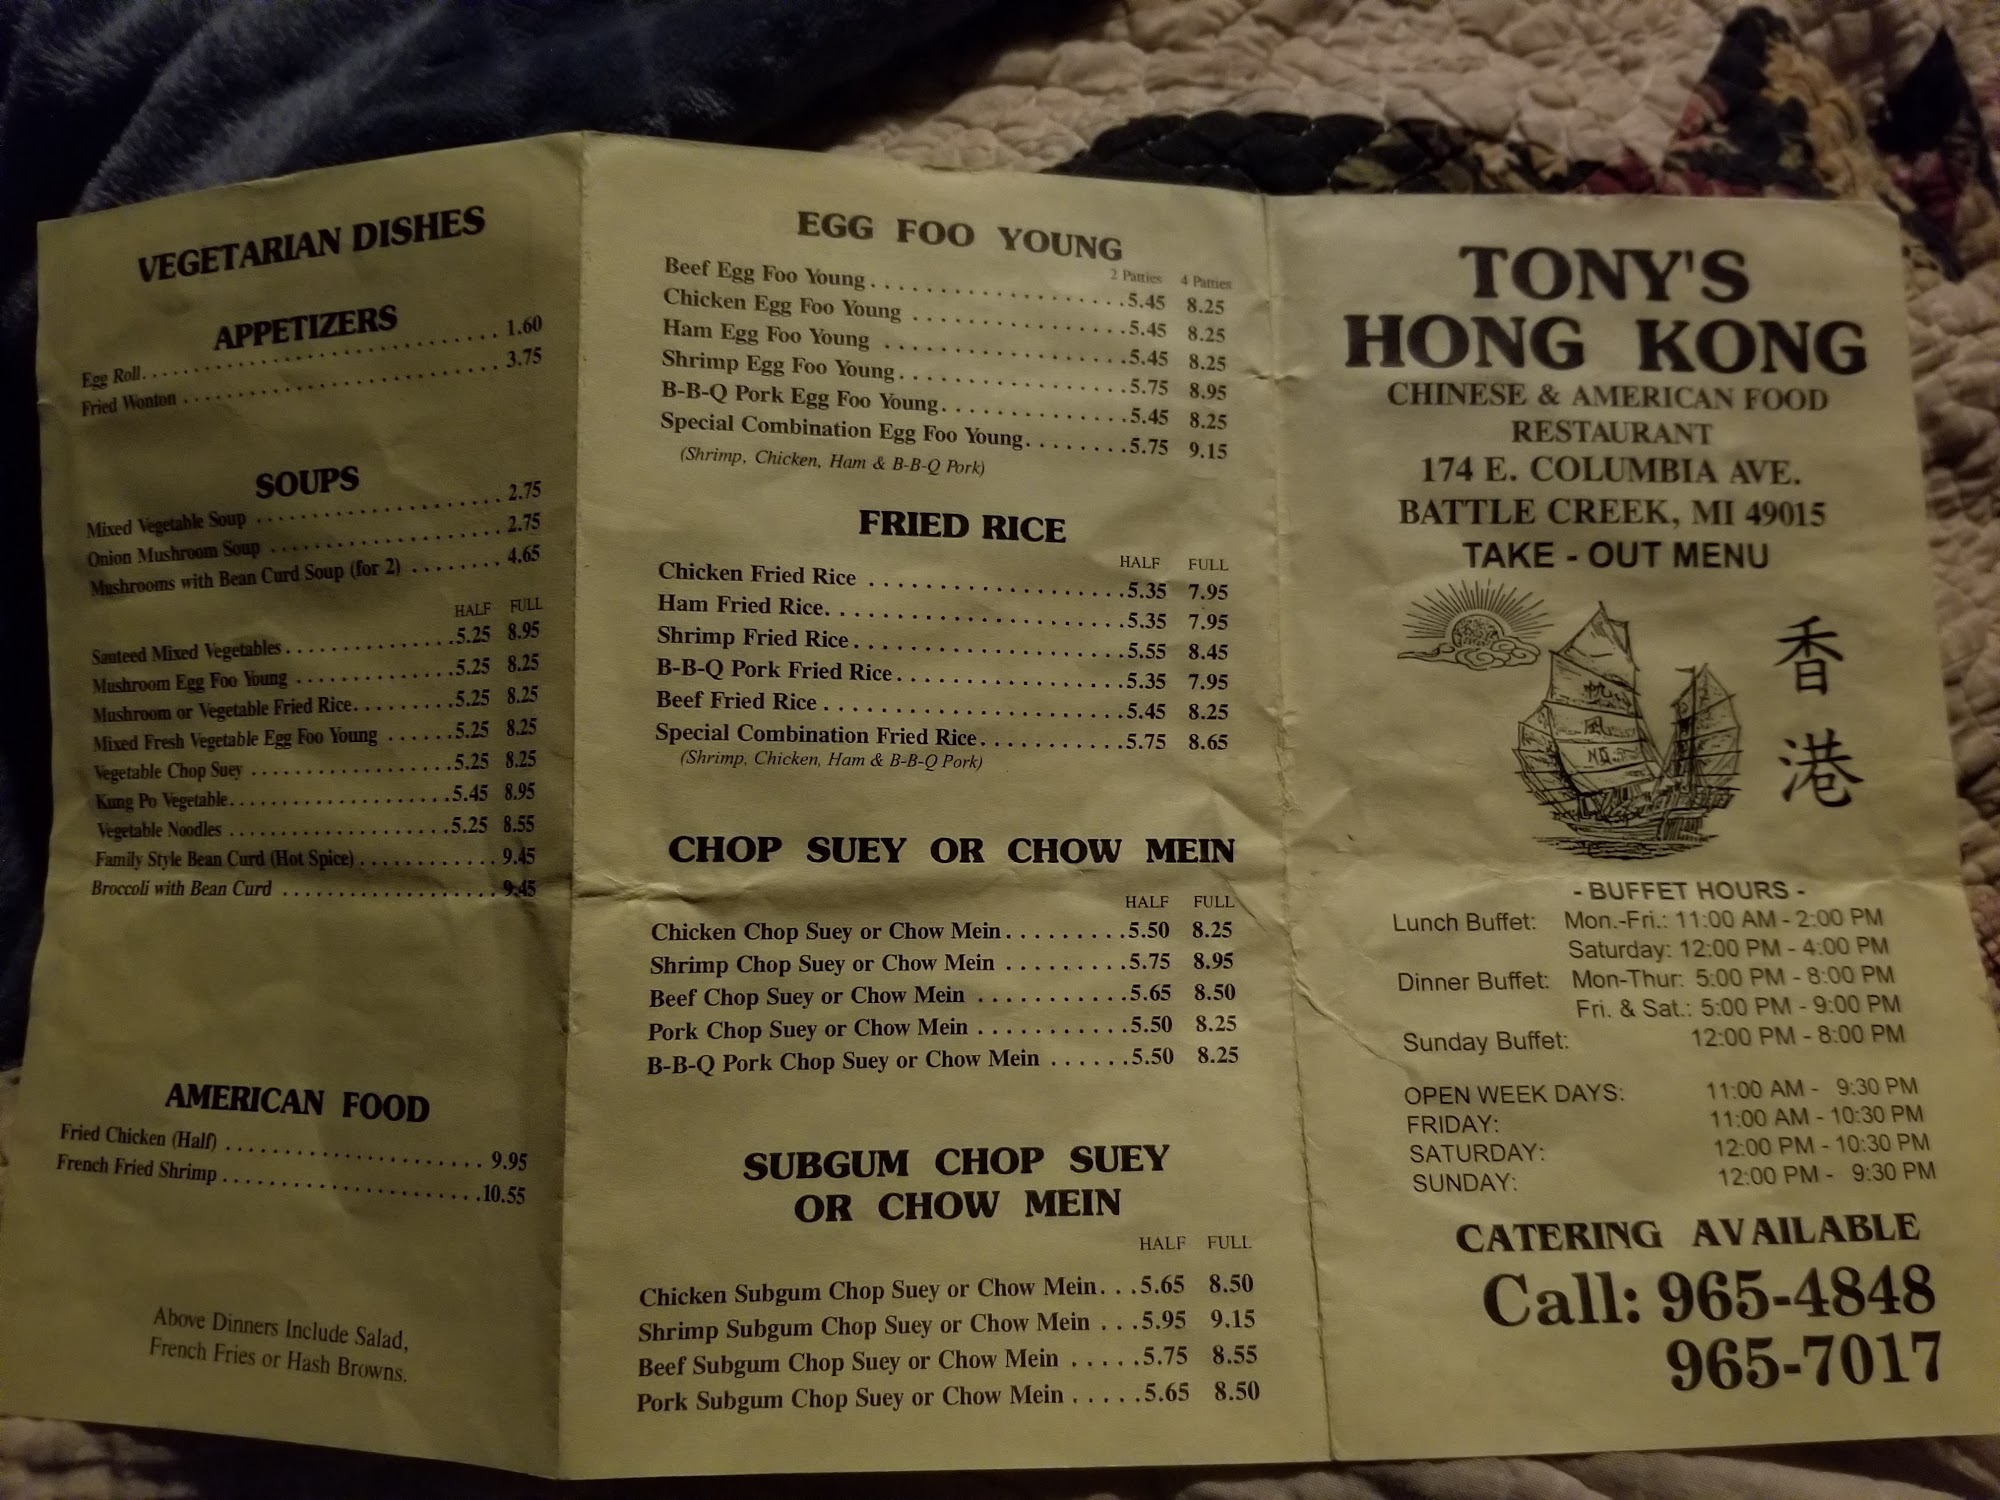 VEGETARIAN DISHES
APPETIZERS
Egg Roll. . . . . . . . . . . . . . . . . . . . . . . . . . . . . 1.60
Fried Wonton . . . . . . . . . . . . . . . . . . . . . . . . . . 3.75
SOUPS
Mixed Vegetable Soup . . . . . . . . . . . . . . . . . . . . 2.75
Onion Mushroom Soup . . . . . . . . . . . . . . . . . . . 2.75
Mushrooms with Bean Curd Soup (for 2) . . . . . . . . 4.65
HALF FULL
Sauteed Mixed Vegetables . . . . . . . . . . . . . . . .5.25 8.95
Mushroom Egg Foo Young . . . . . . . . . . . . . . .5.25 8.25
Mushroom or Vegetable Fried Rice. . . . . . . . . .5.25 8.25
Mixed Fresh Vegetable Egg Foo Young . . . . . .5.25 8.25
Vegetable Chop Suey . . . . . . . . . . . . . . . . . . .5.25 8.25
Kung Po Vegetable. . . . . . . . . . . . . . . . . . . . .5.45 8.95
Vegetable Noodles . . . . . . . . . . . . . . . . . . . . .5.25 8.55
Family Style Bean Curd (Hot Spice) . . . . . . . . . . . . 9.45
Broccoli with Bean Curd . . . . . . . . . . . . . . . . . . . . 9.45
AMERICAN FOOD
Fried Chicken (Half) . . . . . . . . . . . . . . . . . . . . . . . 9.95
French Fried Shrimp . . . . . . . . . . . . . . . . . . . . . . .10.55
Above Dinners Include Salad,
French Fries or Hash Browns.
EGG FOO YOUNG
2 Patties 4 Patties
Beef Egg Foo Young . . . . . . . . . . . . . . . . . . . .5.45 8.25
Chicken Egg Foo Young . . . . . . . . . . . . . . . . .5.45 8.25
Ham Egg Foo Young . . . . . . . . . . . . . . . . . . .5.45 8.25
Shrimp Egg Foo Young. . . . . . . . . . . . . . . . . .5.75 8.95
B-B-Q Pork Egg Foo Young. . . . . . . . . . . . . .5.45 8.25
Special Combination Egg Foo Young. . . . . . . .5.75 9.15
(Shrimp, Chicken, Ham & B-B-Q Pork)
FRIED RICE
HALF FULL
Chicken Fried Rice . . . . . . . . . . . . . . . . . . . .5.35 7.95
Ham Fried Rice. . . . . . . . . . . . . . . . . . . . . . .5.35 7.95
Shrimp Fried Rice . . . . . . . . . . . . . . . . . . . . .5.55 8.45
B-B-Q Pork Fried Rice. . . . . . . . . . . . . . . . . .5.35 7.95
Beef Fried Rice . . . . . . . . . . . . . . . . . . . . . . .5.45 8.25
Special Combination Fried Rice. . . . . . . . . . . .5.75 8.65
(Shrimp, Chicken, Ham & B-B-Q Pork)
CHOP SUEY OR CHOW MEIN
HALF FULL
Chicken Chop Suey or Chow Mein. . . . . . . . .5.50 8.25
Shrimp Chop Suey or Chow Mein . . . . . . . . .5.75 8.95
Beef Chop Suey or Chow Mein . . . . . . . . . . .5.65 8.50
Pork Chop Suey or Chow Mein . . . . . . . . . . .5.50 8.25
B-B-Q Pork Chop Suey or Chow Mein . . . . . .5.50 8.25
SUBGUM CHOP SUEY
OR CHOW MEIN
HALF FULL
Chicken Subgum Chop Suey or Chow Mein. . .5.65 8.50
Shrimp Subgum Chop Suey or Chow Mein . . .5.95 9.15
Beef Subgum Chop Suey or Chow Mein . . . . .5.75 8.55
Pork Subgum Chop Suey or Chow Mein . . . . .5.65 8.50
TONY'S
HONG KONG
CHINESE & AMERICAN FOOD
RESTAURANT
174 E. COLUMBIA AVE.
BATTLE CREEK, MI 49015
TAKE - OUT MENU
香
港
- BUFFET HOURS -
Lunch Buffet: Mon.-Fri.: 11:00 AM - 2:00 PM
Saturday: 12:00 PM - 4:00 PM
Dinner Buffet: Mon-Thur: 5:00 PM - 8:00 PM
Fri. & Sat.: 5:00 PM - 9:00 PM
Sunday Buffet: 12:00 PM - 8:00 PM
OPEN WEEK DAYS: 11:00 AM - 9:30 PM
FRIDAY: 11:00 AM - 10:30 PM
SATURDAY: 12:00 PM - 10:30 PM
SUNDAY: 12:00 PM - 9:30 PM
CATERING AVAILABLE
Call: 965-4848
965-7017